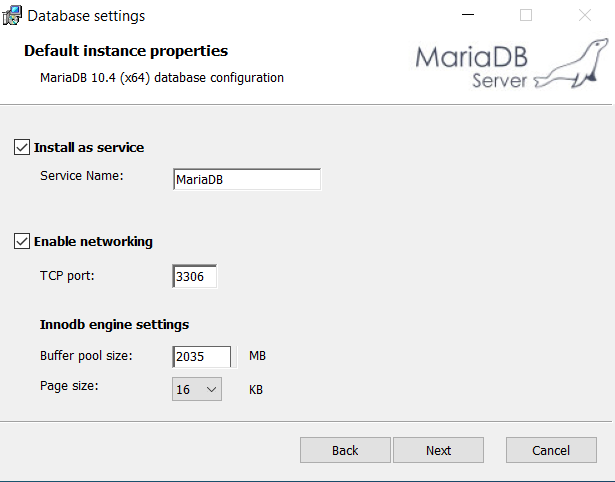 Database settings
Default instance properties
MariaDB 10.4 (x64) database configuration
MariaDB
Server
Install as service
Service Name: MariaDB
Enable networking
TCP port: 3306
Innodb engine settings
Buffer pool size: 2035 MB
Page size: 16 KB
Back Next Cancel